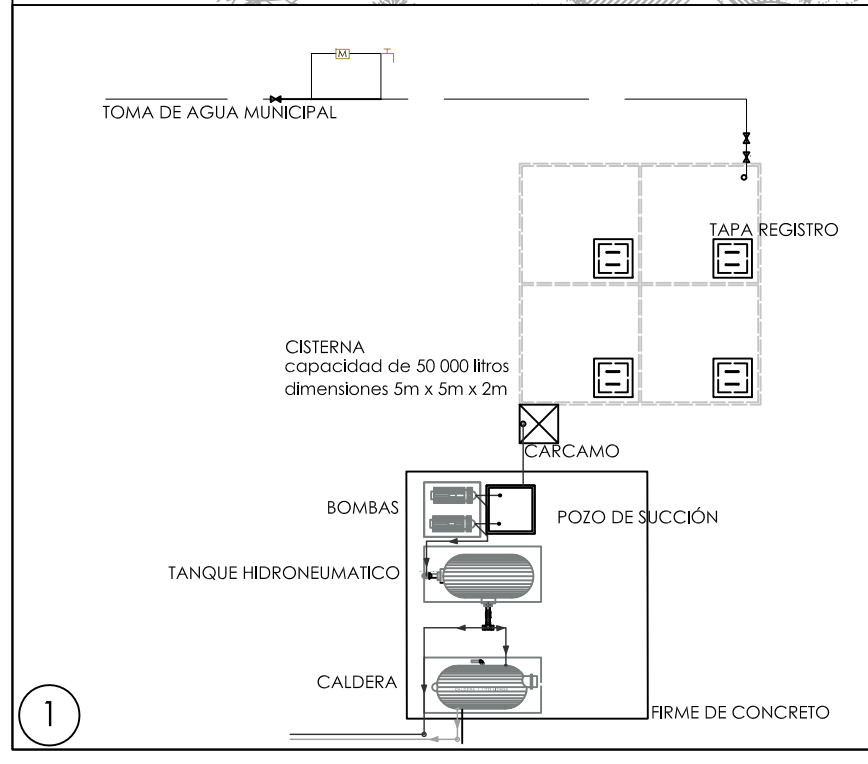 M
TOMA DE AGUA MUNICIPAL
TAPA REGISTRO
CISTERNA
capacidad de 50 000 litros
dimensiones 5m x 5m x 2m
CARCAMO
BOMBAS
POZO DE SUCCIÓN
TANQUE HIDRONEUMATICO
CALDERA
FIRME DE CONCRETO
1